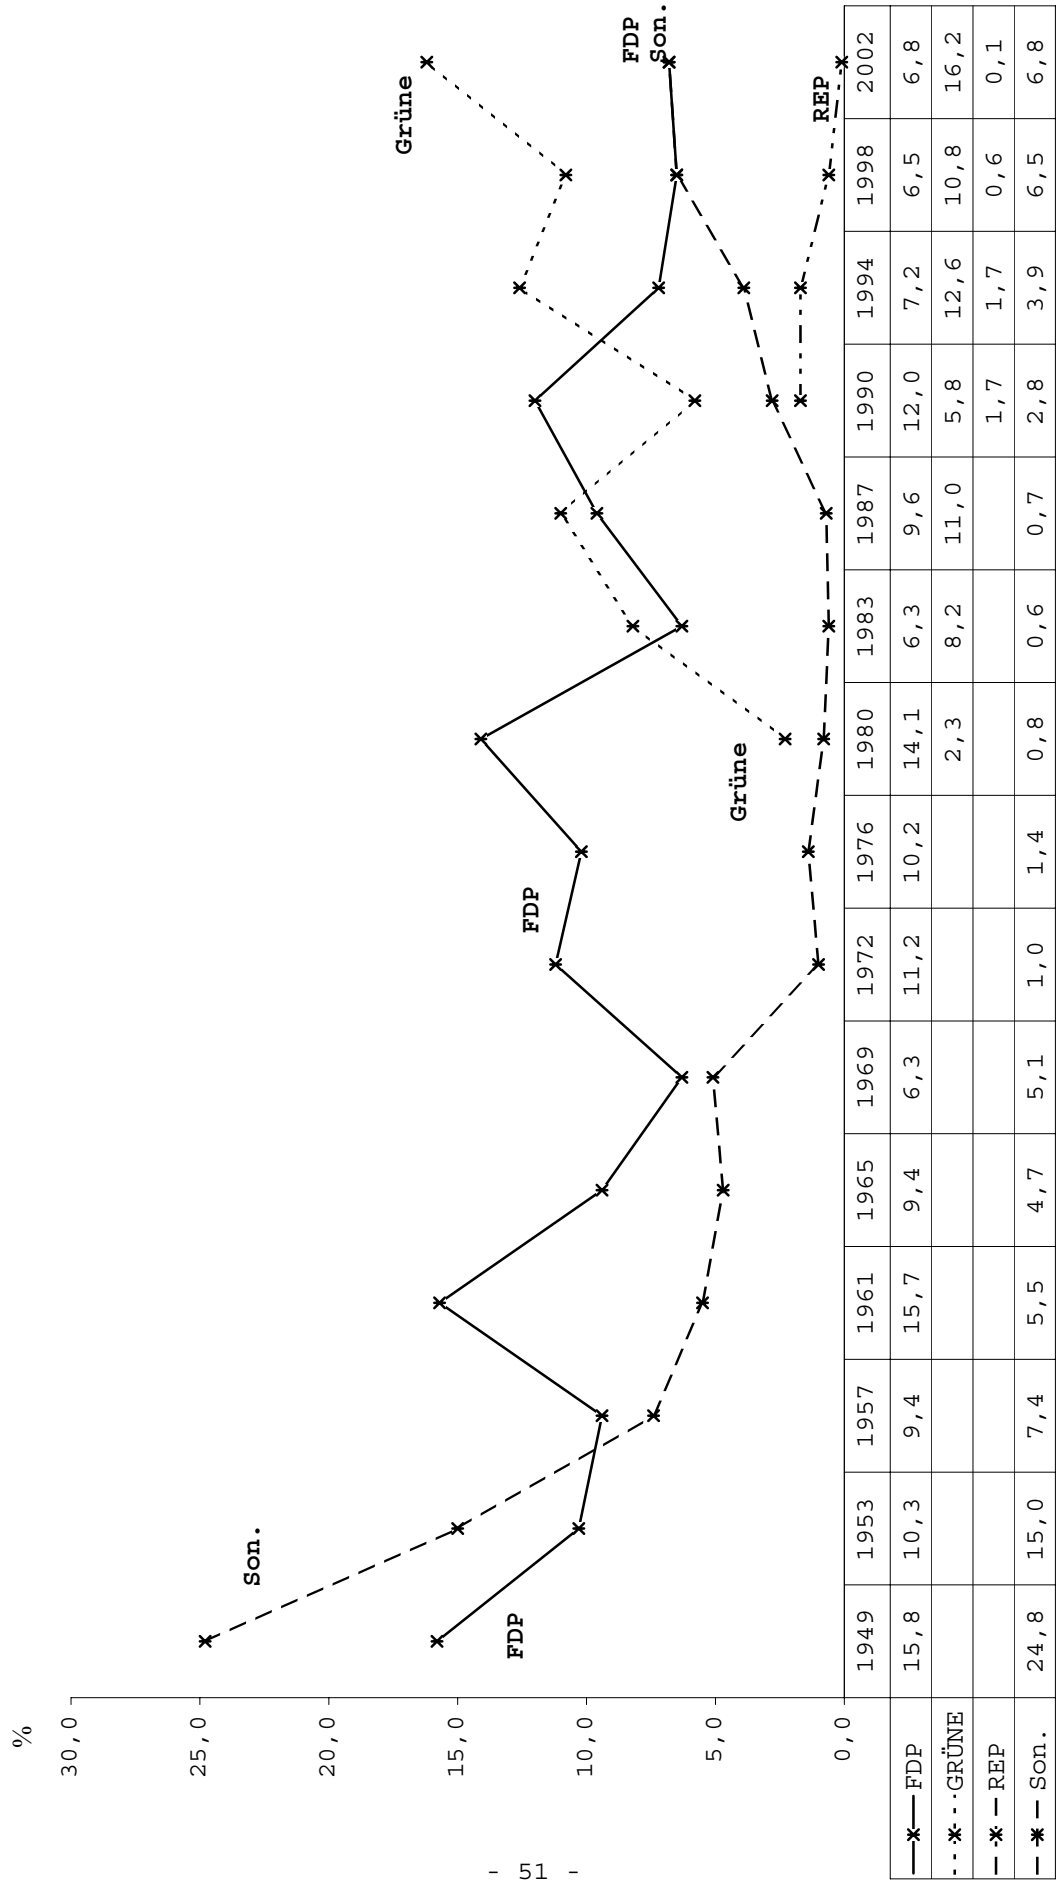 %
30,0
25,0
20,0
15,0
10,0
5,0
0,0
Son.
FDP
FDP
Grüne
Grüne
FDP
Son.
REP
1949 1953 1957 1961 1965 1969 1972 1976 1980 1983 1987 1990 1994 1998 2002
FDP 15,8 10,3 9,4 15,7 9,4 6,3 11,2 10,2 14,1 6,3 9,6 12,0 7,2 6,5 6,8
GRÜNE 2,3 8,2 11,0 5,8 12,6 10,8 16,2
REP 1,7 1,7 0,6 0,1
Son. 24,8 15,0 7,4 5,5 4,7 5,1 1,0 1,4 0,8 0,6 0,7 2,8 3,9 6,5 6,8
- 51 -